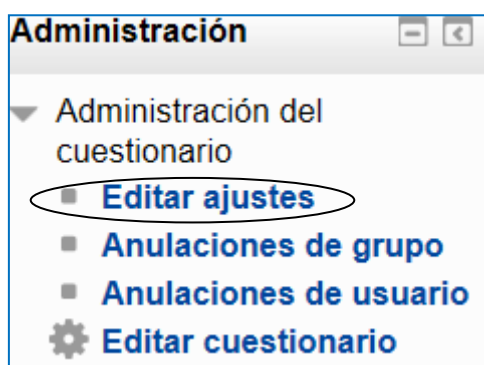 Administración
Administración del
cuestionario
Editar ajustes
Anulaciones de grupo
Anulaciones de usuario
Editar cuestionario